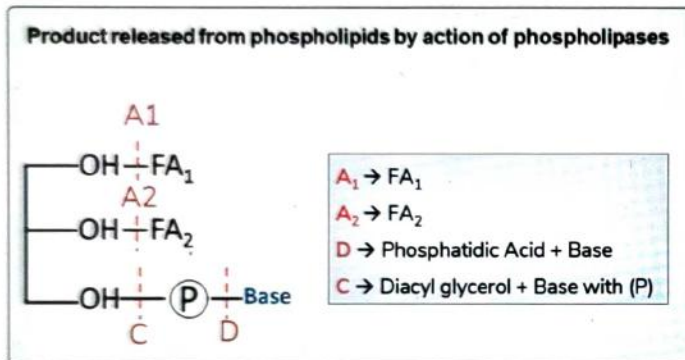 Product released from phospholipids by action of phospholipases
A1
OH FA₁
A2
OH FA₂
OH P Base
C D
A₁ → FA₁
A₂ → FA₂
D → Phosphatidic Acid + Base
C → Diacyl glycerol + Base with (P)